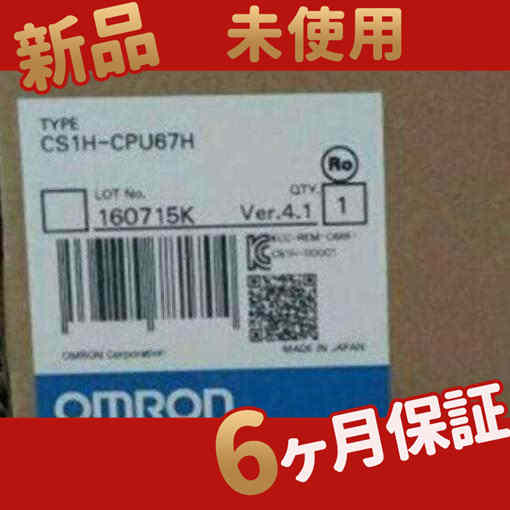 新品 未使用
TYPE
CS1H-CPU67H
Ro
LOT No. QTY.
160715K Ver.4.1 1
MADE IN JAPAN
OMRON Corporation
OMRON
6ヶ月保証